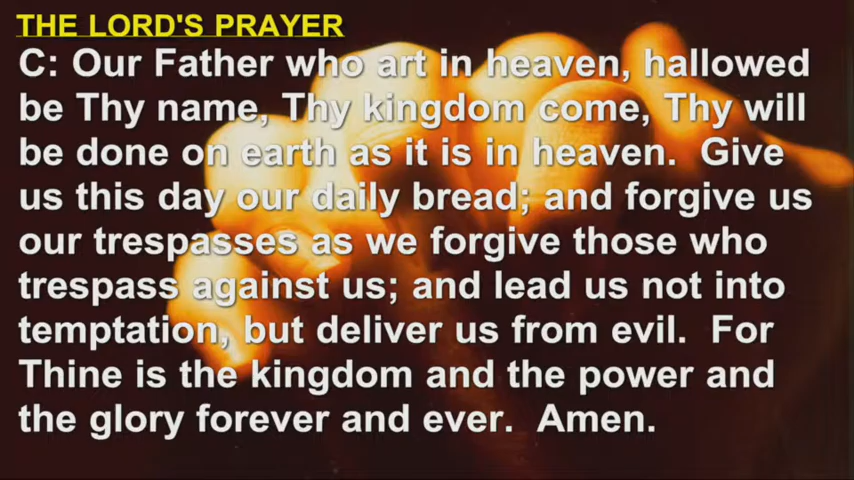 THE LORD'S PRAYER
C: Our Father who art in heaven, hallowed
be Thy name, Thy kingdom come, Thy will
be done on earth as it is in heaven.  Give
us this day our daily bread; and forgive us
our trespasses as we forgive those who
trespass against us; and lead us not into
temptation, but deliver us from evil.  For
Thine is the kingdom and the power and
the glory forever and ever.  Amen.